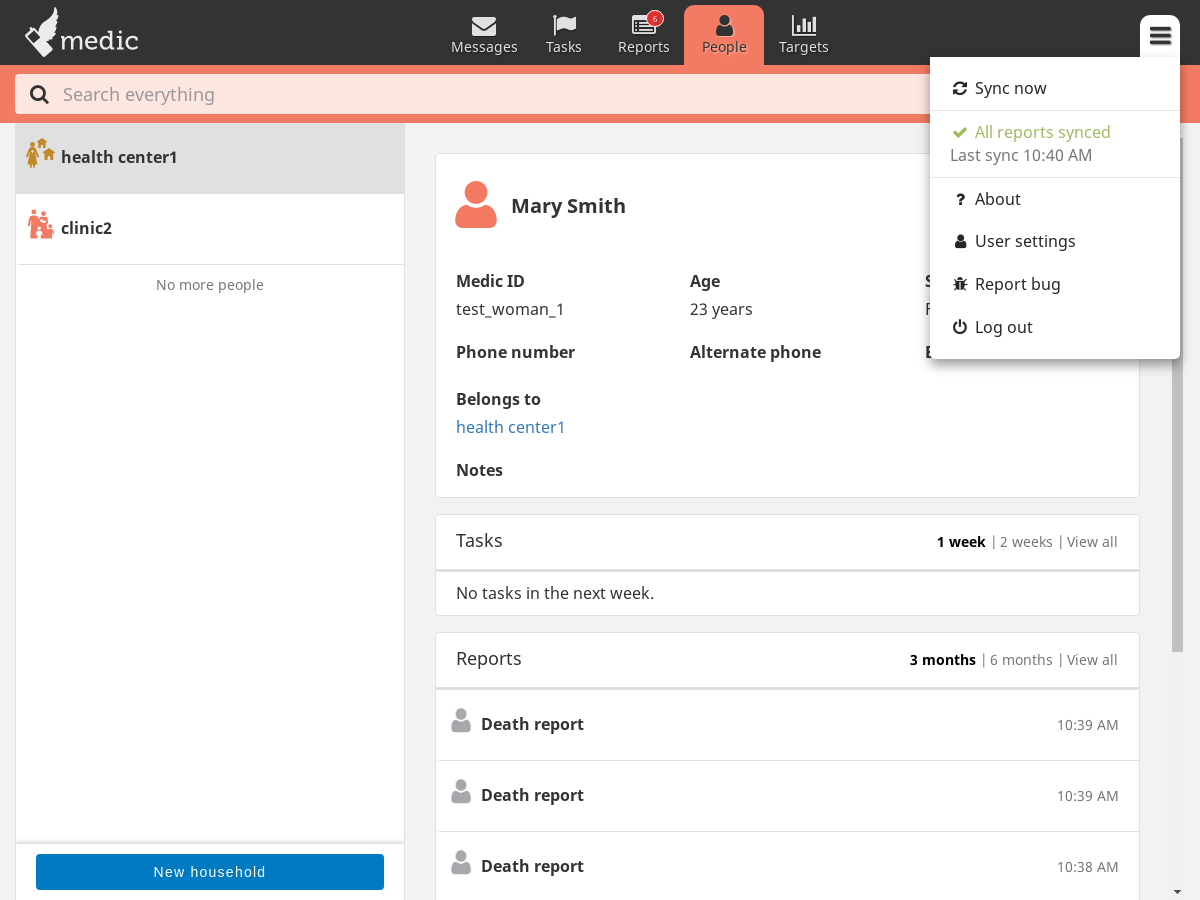 medic
Messages
Tasks
Reports
6
People
Targets
Search everything
Sync now
All reports synced
Last sync 10:40 AM
About
User settings
Report bug
Log out
health center1
clinic2
No more people
New household
Mary Smith
Medic ID
test_woman_1
Age
23 years
Phone number
Alternate phone
Belongs to
health center1
Notes
Tasks
1 week | 2 weeks | View all
No tasks in the next week.
Reports
3 months | 6 months | View all
Death report 10:39 AM
Death report 10:39 AM
Death report 10:38 AM